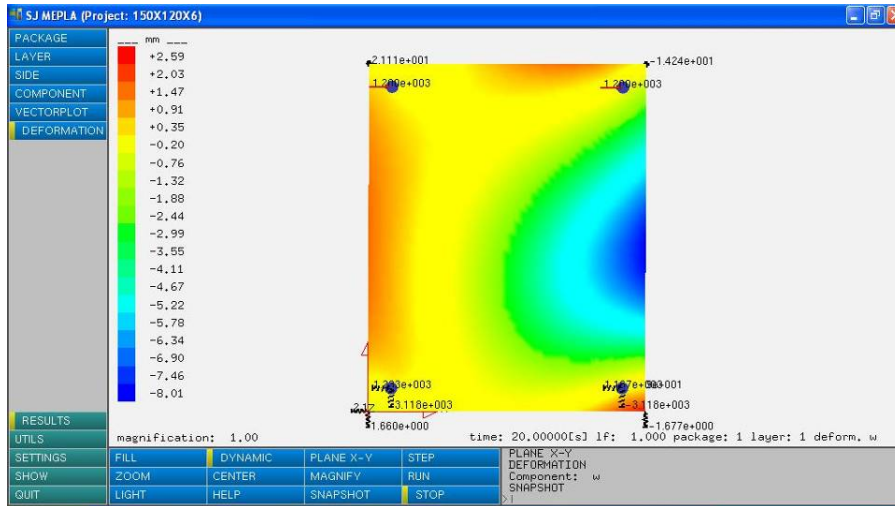 SJ MEPLA (Project: 150X120X6)
PACKAGE
LAYER
SIDE
COMPONENT
VECTORPLOT
DEFORMATION
___ mm ___
+2.59
+2.03
+1.47
+0.91
+0.35
-0.20
-0.76
-1.32
-1.88
-2.44
-2.99
-3.55
-4.11
-4.67
-5.22
-5.78
-6.34
-6.90
-7.46
-8.01
2.111e+001
-1.424e+001
-3.118e+003
-3.118e+003
1.660e+000
-1.677e+000
magnification: 1.00
time: 20.00000[s] lf: 1.000 package: 1 layer: 1 deform. w
RESULTS
UTILS
SETTINGS
SHOW
QUIT
FILL
DYNAMIC
PLANE X-Y
STEP
ZOOM
CENTER
MAGNIFY
RUN
LIGHT
HELP
SNAPSHOT
STOP
PLANE X-Y
DEFORMATION
Component: w
SNAPSHOT
>|